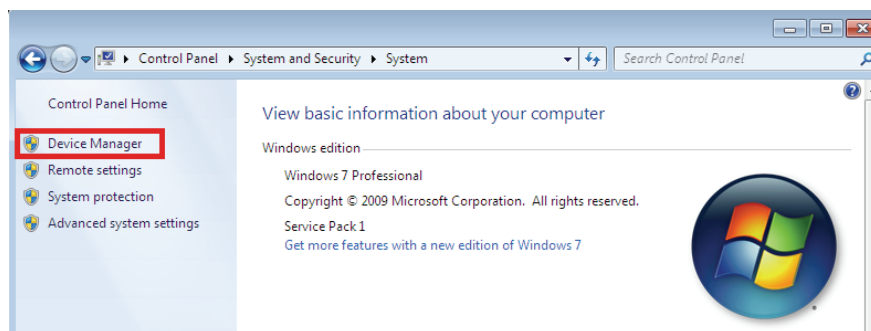 Control Panel System and Security System Search Control Panel
Control Panel Home
Device Manager
Remote settings
System protection
Advanced system settings
View basic information about your computer
Windows edition
Windows 7 Professional
Copyright © 2009 Microsoft Corporation. All rights reserved.
Service Pack 1
Get more features with a new edition of Windows 7